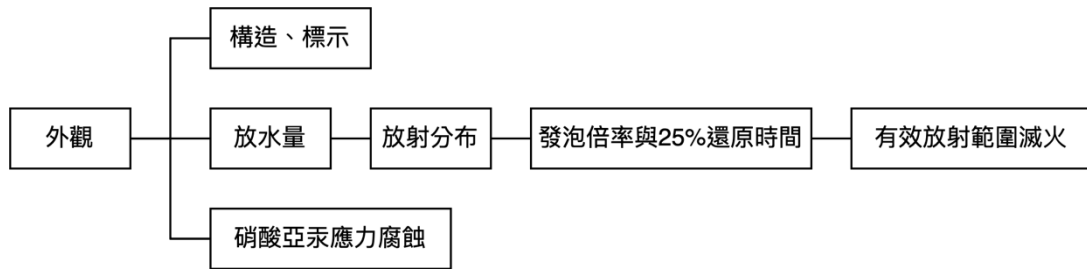 構造、標示
外觀
放水量
放射分布
發泡倍率與25%還原時間
有效放射範圍滅火
硝酸亞汞應力腐蝕